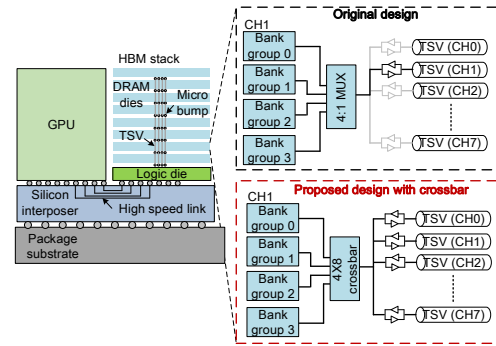 HBM stack
DRAM
dies
Micro
bump
GPU
TSV
Logic die
Silicon
interposer
High speed link
Package
substrate
Original design
CH1
Bank
group 0
Bank
group 1
Bank
group 2
Bank
group 3
4:1 MUX
TSV (CH0)
TSV (CH1)
TSV (CH2)
TSV (CH7)
Proposed design with crossbar
CH1
Bank
group 0
Bank
group 1
Bank
group 2
Bank
group 3
4X8
crossbar
TSV (CH0)
TSV (CH1)
TSV (CH2)
TSV (CH7)